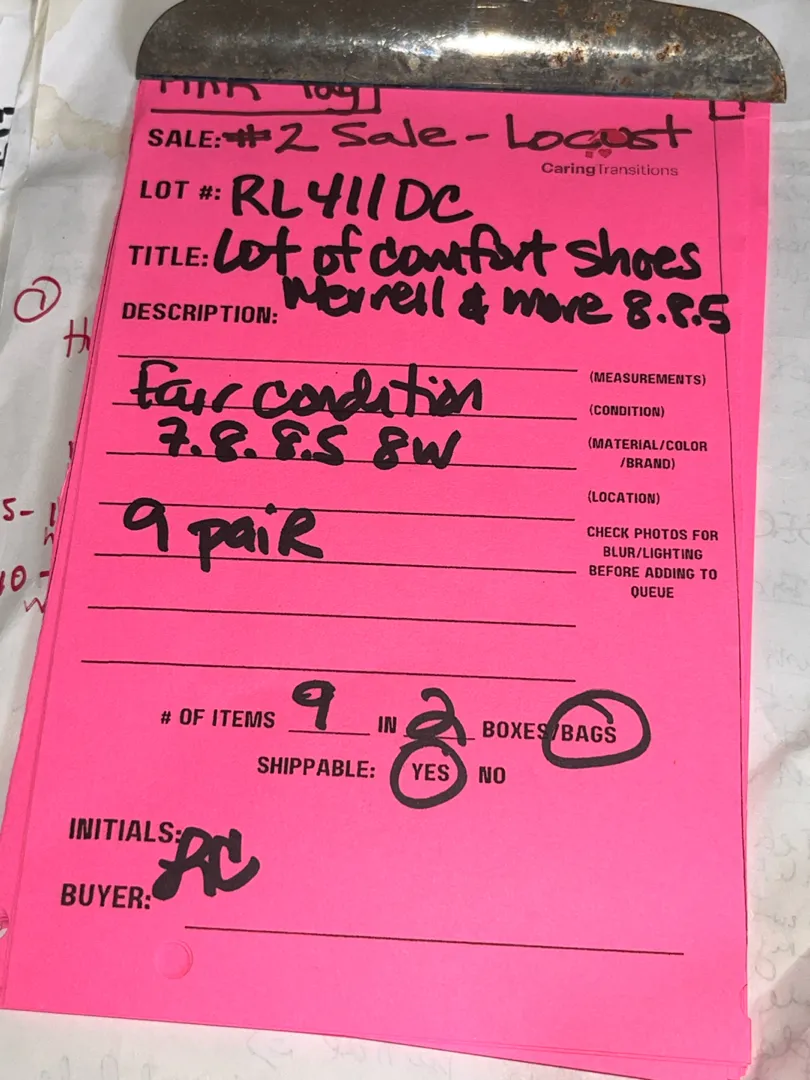 Tag
SALE: #2 Sale - Locust
CaringTransitions
LOT #: RL411DC
TITLE: Lot of comfort shoes
Merrell & more 8.8.5
DESCRIPTION:
(MEASUREMENTS)
Fair condition
(CONDITION)
7.8. 8.5 8W
(MATERIAL/COLOR
/BRAND)
(LOCATION)
9 paiR
CHECK PHOTOS FOR
BLUR/LIGHTING
BEFORE ADDING TO
QUEUE
# OF ITEMS 9 IN 2 BOXES/BAGS
SHIPPABLE: YES NO
INITIALS: RC
BUYER: